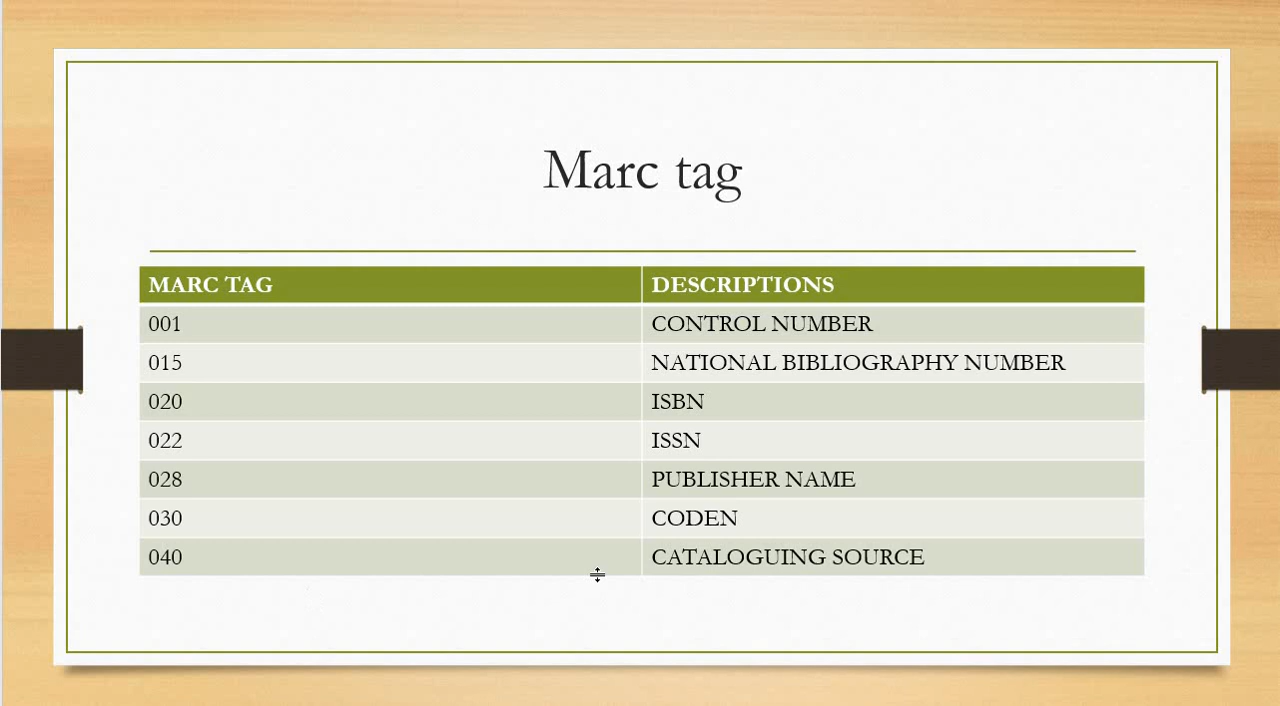 Marc tag
MARC TAG DESCRIPTIONS
001 CONTROL NUMBER
015 NATIONAL BIBLIOGRAPHY NUMBER
020 ISBN
022 ISSN
028 PUBLISHER NAME
030 CODEN
040 CATALOGUING SOURCE